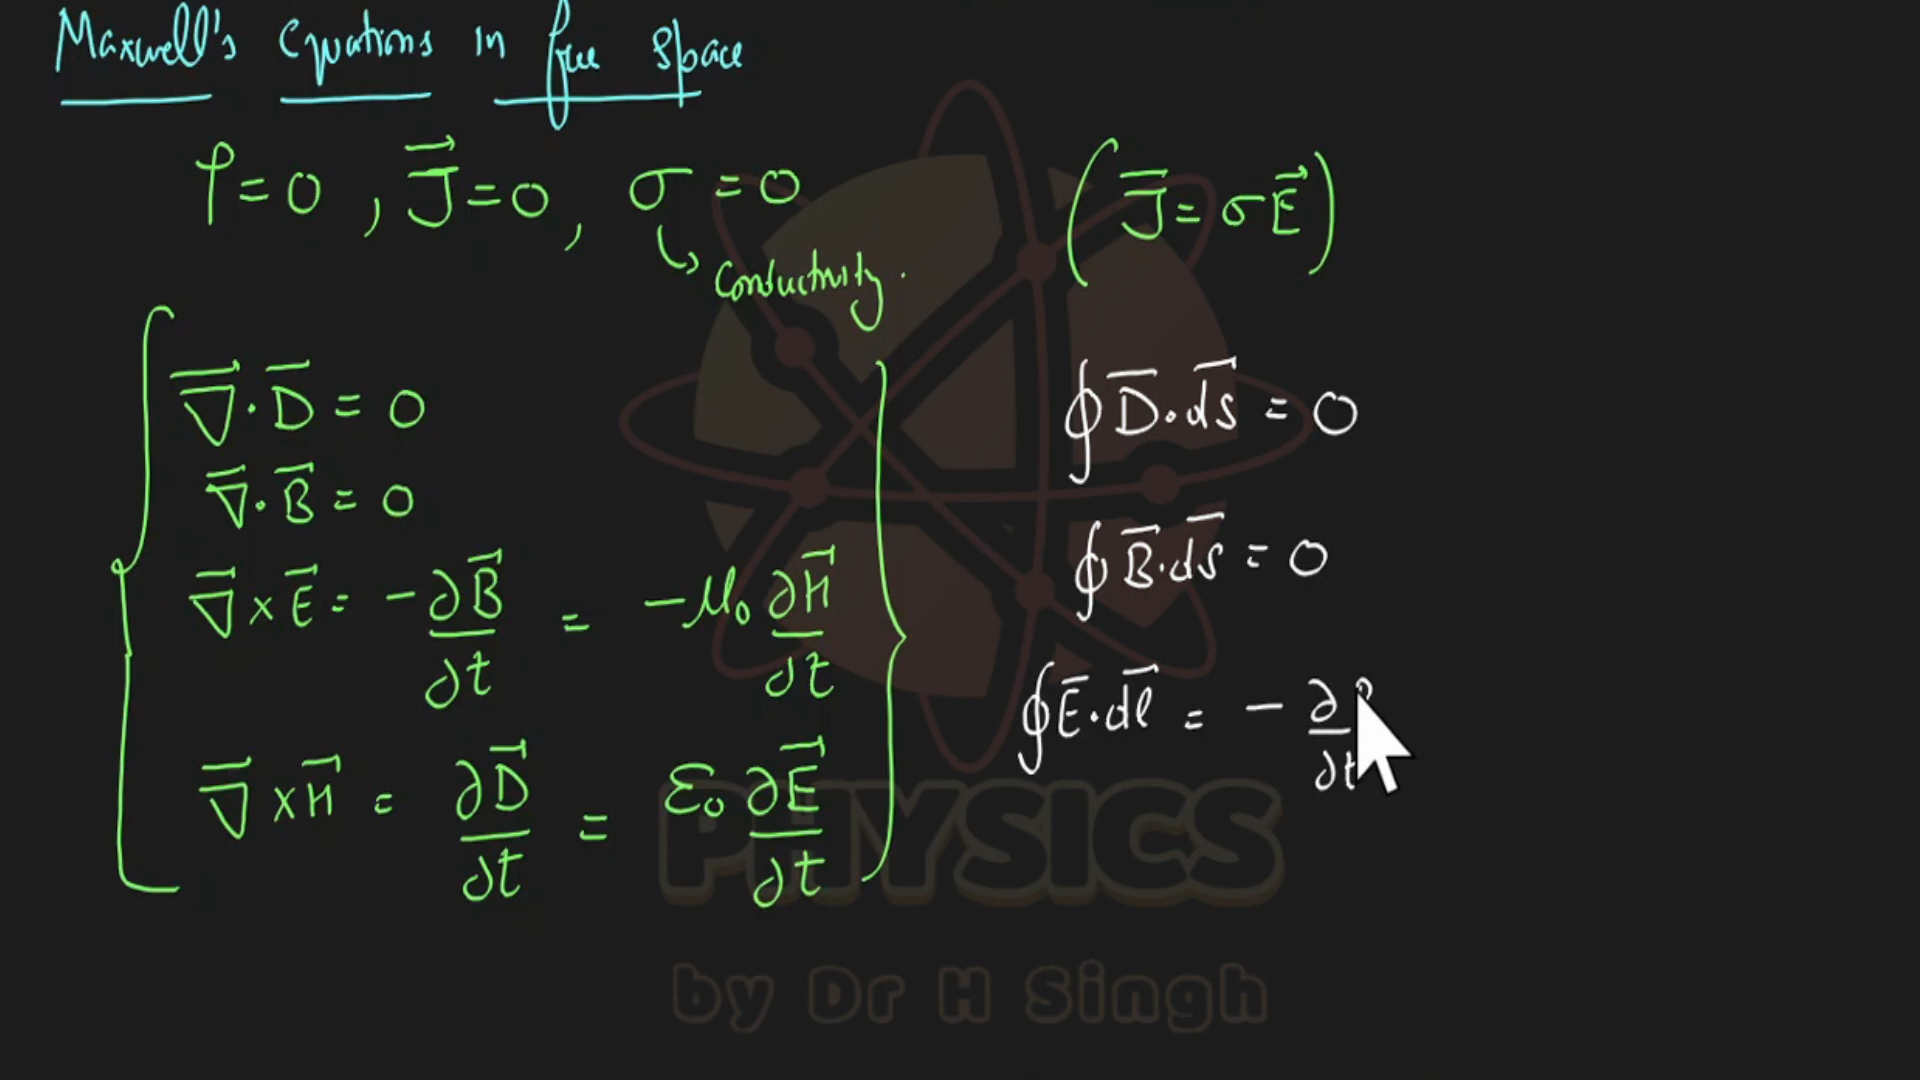 Maxwell's equations in free space
ρ=0 , J⃗=0, σ=0 (J̅=σE⃗)
↳ Conductivity.
∇⃗·D̅ = 0
∇⃗·B⃗ = 0
∇⃗×E⃗ = -∂B⃗/∂t = -μ₀ ∂H⃗/∂t
∇⃗×H⃗ = ∂D⃗/∂t = ε₀ ∂E⃗/∂t
∮D̅·ds̅ = 0
∮B̅·ds̅ = 0
∮E̅·dl̅ = - ∂/∂t
PHYSICS
by Dr H Singh